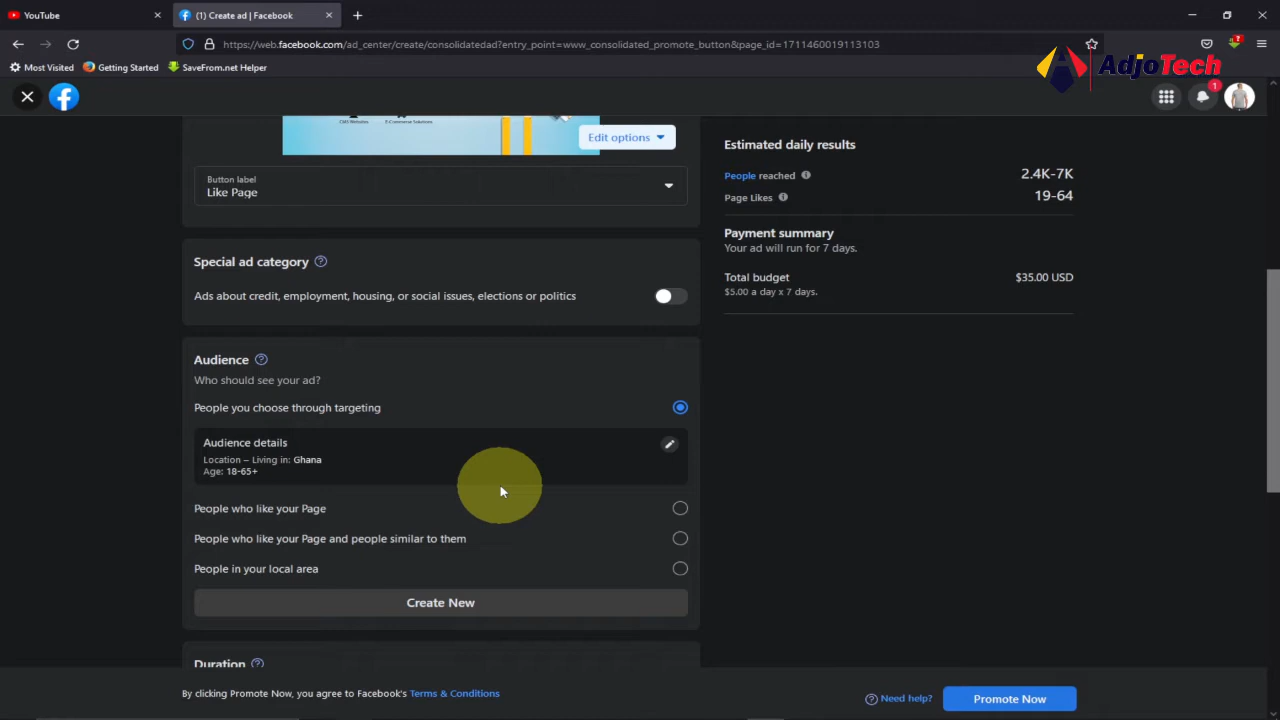 YouTube
(1) Create ad | Facebook
https://web.facebook.com/ad_center/create/consolidatedad?entry_point=www_consolidated_promote_button&page_id=1711460019113103
Most Visited
Getting Started
SaveFrom.net Helper
AdjoTech
1
CMS Websites
E-Commerce Solutions
Edit options
Button label
Like Page
Special ad category
Ads about credit, employment, housing, or social issues, elections or politics
Audience
Who should see your ad?
People you choose through targeting
Audience details
Location – Living in: Ghana
Age: 18-65+
People who like your Page
People who like your Page and people similar to them
People in your local area
Create New
Duration
Estimated daily results
People reached
2.4K-7K
Page Likes
19-64
Payment summary
Your ad will run for 7 days.
Total budget
$35.00 USD
$5.00 a day x 7 days.
By clicking Promote Now, you agree to Facebook's Terms & Conditions
Need help?
Promote Now